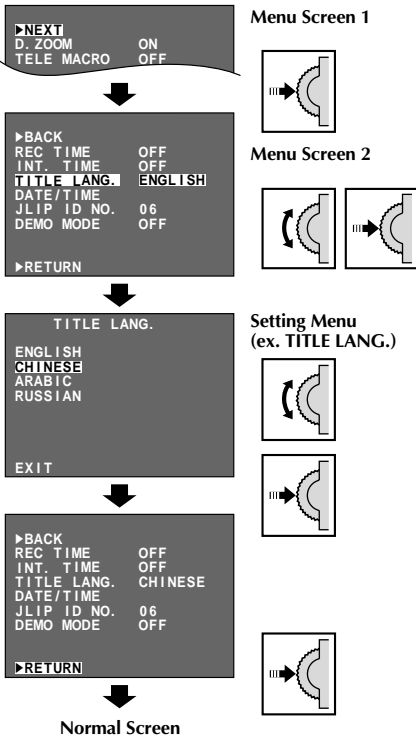 Menu Screen 1
▶NEXT
D. ZOOM ON
TELE MACRO OFF
Menu Screen 2
▶BACK
REC TIME OFF
INT. TIME OFF
TITLE LANG. ENGLISH
DATE/TIME
JLIP ID NO. 06
DEMO MODE OFF
▶RETURN
Setting Menu
(ex. TITLE LANG.)
TITLE LANG.
ENGLISH
CHINESE
ARABIC
RUSSIAN
EXIT
▶BACK
REC TIME OFF
INT. TIME OFF
TITLE LANG. CHINESE
DATE/TIME
JLIP ID NO. 06
DEMO MODE OFF
▶RETURN
Normal Screen